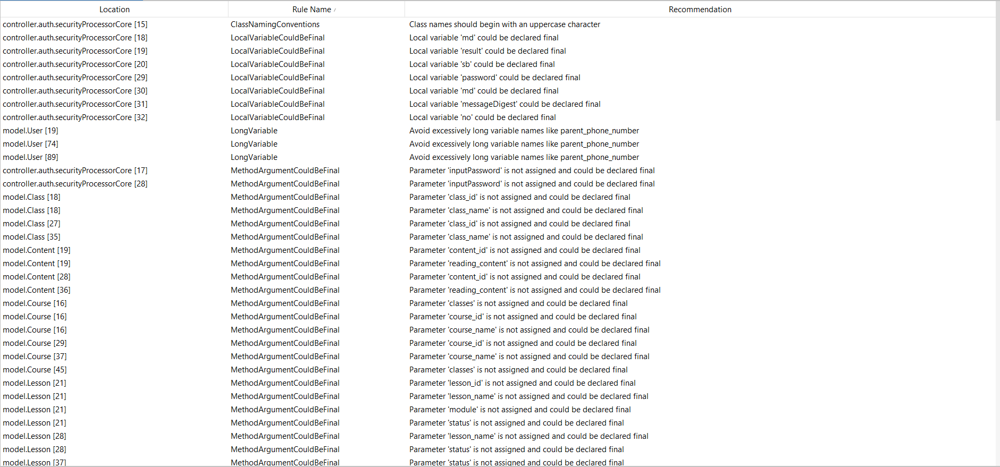 Location Rule Name Recommendation
controller.auth.securityProcessorCore [15] ClassNamingConventions Class names should begin with an uppercase character
controller.auth.securityProcessorCore [18] LocalVariableCouldBeFinal Local variable 'md' could be declared final
controller.auth.securityProcessorCore [19] LocalVariableCouldBeFinal Local variable 'result' could be declared final
controller.auth.securityProcessorCore [20] LocalVariableCouldBeFinal Local variable 'sb' could be declared final
controller.auth.securityProcessorCore [29] LocalVariableCouldBeFinal Local variable 'password' could be declared final
controller.auth.securityProcessorCore [30] LocalVariableCouldBeFinal Local variable 'md' could be declared final
controller.auth.securityProcessorCore [31] LocalVariableCouldBeFinal Local variable 'messageDigest' could be declared final
controller.auth.securityProcessorCore [32] LocalVariableCouldBeFinal Local variable 'no' could be declared final
model.User [19] LongVariable Avoid excessively long variable names like parent_phone_number
model.User [74] LongVariable Avoid excessively long variable names like parent_phone_number
model.User [89] LongVariable Avoid excessively long variable names like parent_phone_number
controller.auth.securityProcessorCore [17] MethodArgumentCouldBeFinal Parameter 'inputPassword' is not assigned and could be declared final
controller.auth.securityProcessorCore [28] MethodArgumentCouldBeFinal Parameter 'inputPassword' is not assigned and could be declared final
model.Class [18] MethodArgumentCouldBeFinal Parameter 'class_id' is not assigned and could be declared final
model.Class [18] MethodArgumentCouldBeFinal Parameter 'class_name' is not assigned and could be declared final
model.Class [27] MethodArgumentCouldBeFinal Parameter 'class_id' is not assigned and could be declared final
model.Class [35] MethodArgumentCouldBeFinal Parameter 'class_name' is not assigned and could be declared final
model.Content [19] MethodArgumentCouldBeFinal Parameter 'content_id' is not assigned and could be declared final
model.Content [19] MethodArgumentCouldBeFinal Parameter 'reading_content' is not assigned and could be declared final
model.Content [28] MethodArgumentCouldBeFinal Parameter 'content_id' is not assigned and could be declared final
model.Content [36] MethodArgumentCouldBeFinal Parameter 'reading_content' is not assigned and could be declared final
model.Course [16] MethodArgumentCouldBeFinal Parameter 'classes' is not assigned and could be declared final
model.Course [16] MethodArgumentCouldBeFinal Parameter 'course_id' is not assigned and could be declared final
model.Course [16] MethodArgumentCouldBeFinal Parameter 'course_name' is not assigned and could be declared final
model.Course [29] MethodArgumentCouldBeFinal Parameter 'course_id' is not assigned and could be declared final
model.Course [37] MethodArgumentCouldBeFinal Parameter 'course_name' is not assigned and could be declared final
model.Course [45] MethodArgumentCouldBeFinal Parameter 'classes' is not assigned and could be declared final
model.Lesson [21] MethodArgumentCouldBeFinal Parameter 'lesson_id' is not assigned and could be declared final
model.Lesson [21] MethodArgumentCouldBeFinal Parameter 'lesson_name' is not assigned and could be declared final
model.Lesson [21] MethodArgumentCouldBeFinal Parameter 'module' is not assigned and could be declared final
model.Lesson [21] MethodArgumentCouldBeFinal Parameter 'status' is not assigned and could be declared final
model.Lesson [28] MethodArgumentCouldBeFinal Parameter 'lesson_name' is not assigned and could be declared final
model.Lesson [28] MethodArgumentCouldBeFinal Parameter 'status' is not assigned and could be declared final
model.Lesson [37] MethodArgumentCouldBeFinal Parameter 'status' is not assigned and could be declared final